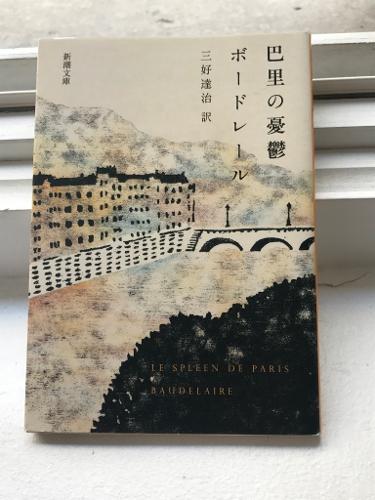 巴里の憂鬱
ボードレール
三好達治 訳
新潮文庫
LE SPLEEN DE PARIS
BAUDELAIRE